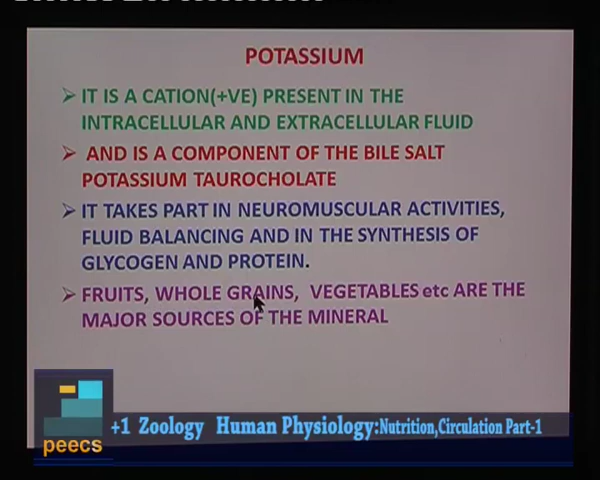 POTASSIUM
➢ IT IS A CATION(+VE) PRESENT IN THE
INTRACELLULAR AND EXTRACELLULAR FLUID
➢ AND IS A COMPONENT OF THE BILE SALT
POTASSIUM TAUROCHOLATE
➢ IT TAKES PART IN NEUROMUSCULAR ACTIVITIES,
FLUID BALANCING AND IN THE SYNTHESIS OF
GLYCOGEN AND PROTEIN.
➢ FRUITS, WHOLE GRAINS, VEGETABLES etc ARE THE
MAJOR SOURCES OF THE MINERAL
+1 Zoology Human Physiology:Nutrition,Circulation Part-1
peecs